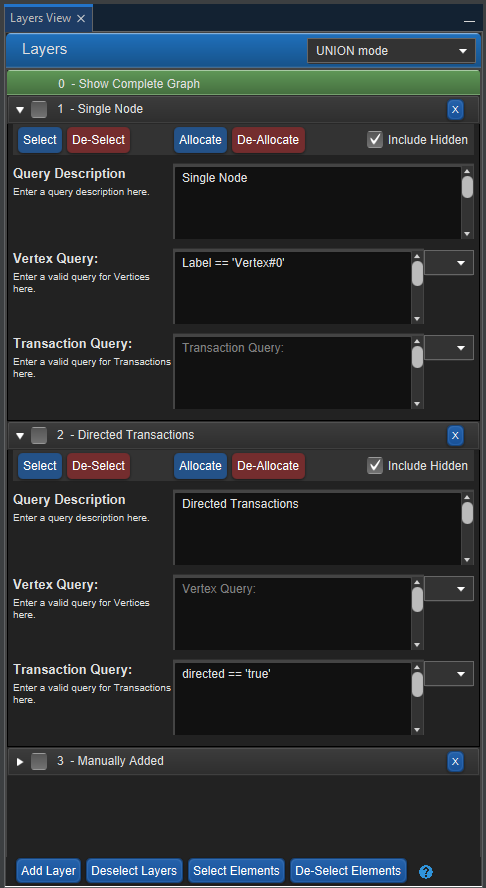 Layers View
Layers
UNION mode
0 - Show Complete Graph
1 - Single Node
X
Select
De-Select
Allocate
De-Allocate
Include Hidden
Query Description
Enter a query description here.
Single Node
Vertex Query:
Enter a valid query for Vertices
here.
Label == 'Vertex#0'
Transaction Query:
Enter a valid query for Transactions
here.
Transaction Query:
2 - Directed Transactions
X
Select
De-Select
Allocate
De-Allocate
Include Hidden
Query Description
Enter a query description here.
Directed Transactions
Vertex Query:
Enter a valid query for Vertices
here.
Vertex Query:
Transaction Query:
Enter a valid query for Transactions
here.
directed == 'true'
3 - Manually Added
X
Add Layer
Deselect Layers
Select Elements
De-Select Elements
?